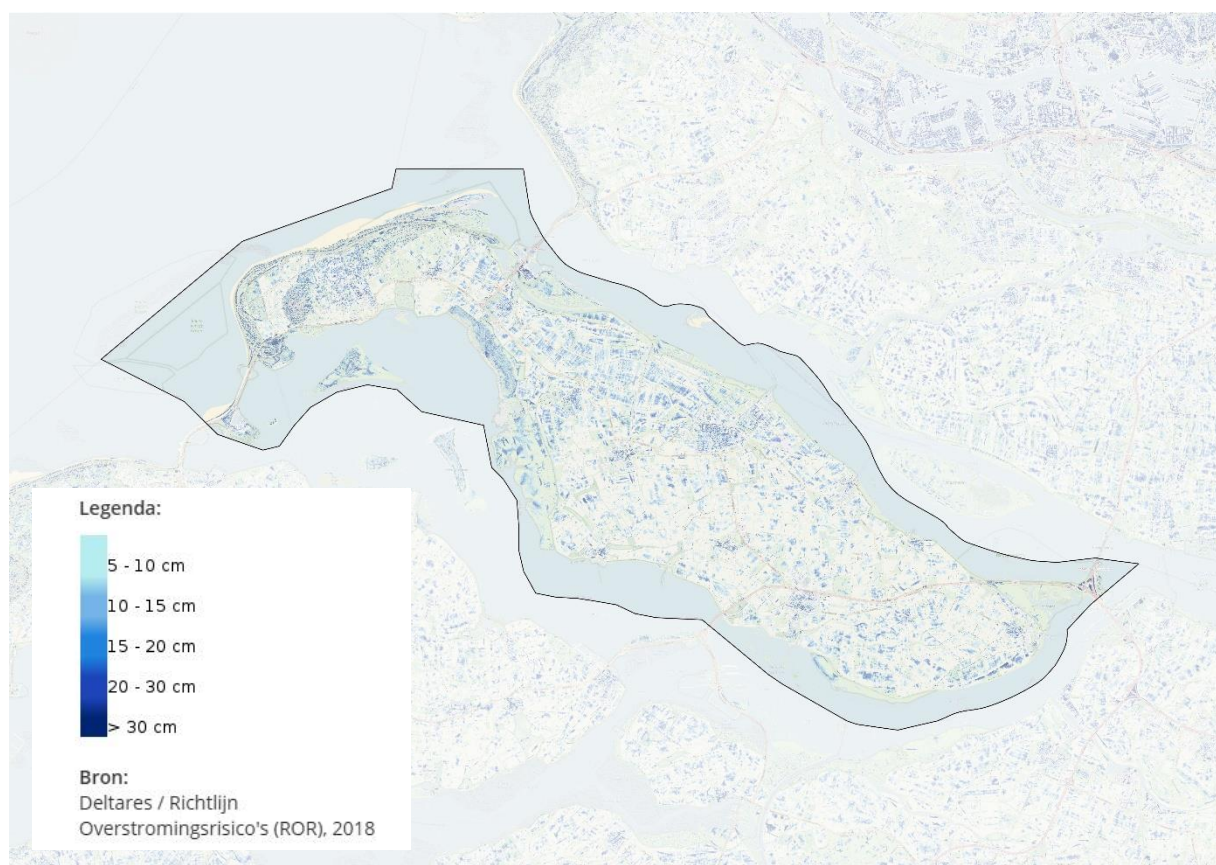 Legenda:
5 - 10 cm
10 - 15 cm
15 - 20 cm
20 - 30 cm
> 30 cm
Bron:
Deltares / Richtlijn
Overstromingsrisico's (ROR), 2018